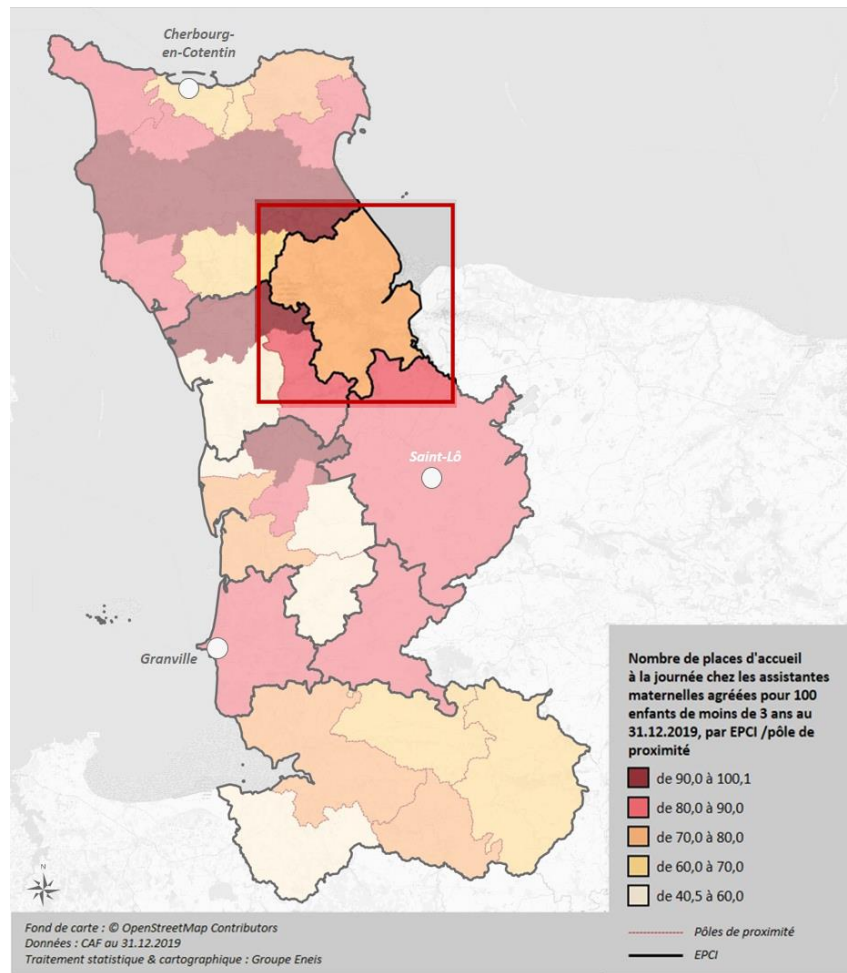 Cherbourg-
en-Cotentin
Saint-Lô
Granville
Nombre de places d'accueil
à la journée chez les assistantes
maternelles agréées pour 100
enfants de moins de 3 ans au
31.12.2019, par EPCI /pôle de
proximité
de 90,0 à 100,1
de 80,0 à 90,0
de 70,0 à 80,0
de 60,0 à 70,0
de 40,5 à 60,0
Pôles de proximité
EPCI
N
Fond de carte : © OpenStreetMap Contributors
Données : CAF au 31.12.2019
Traitement statistique & cartographique : Groupe Eneis